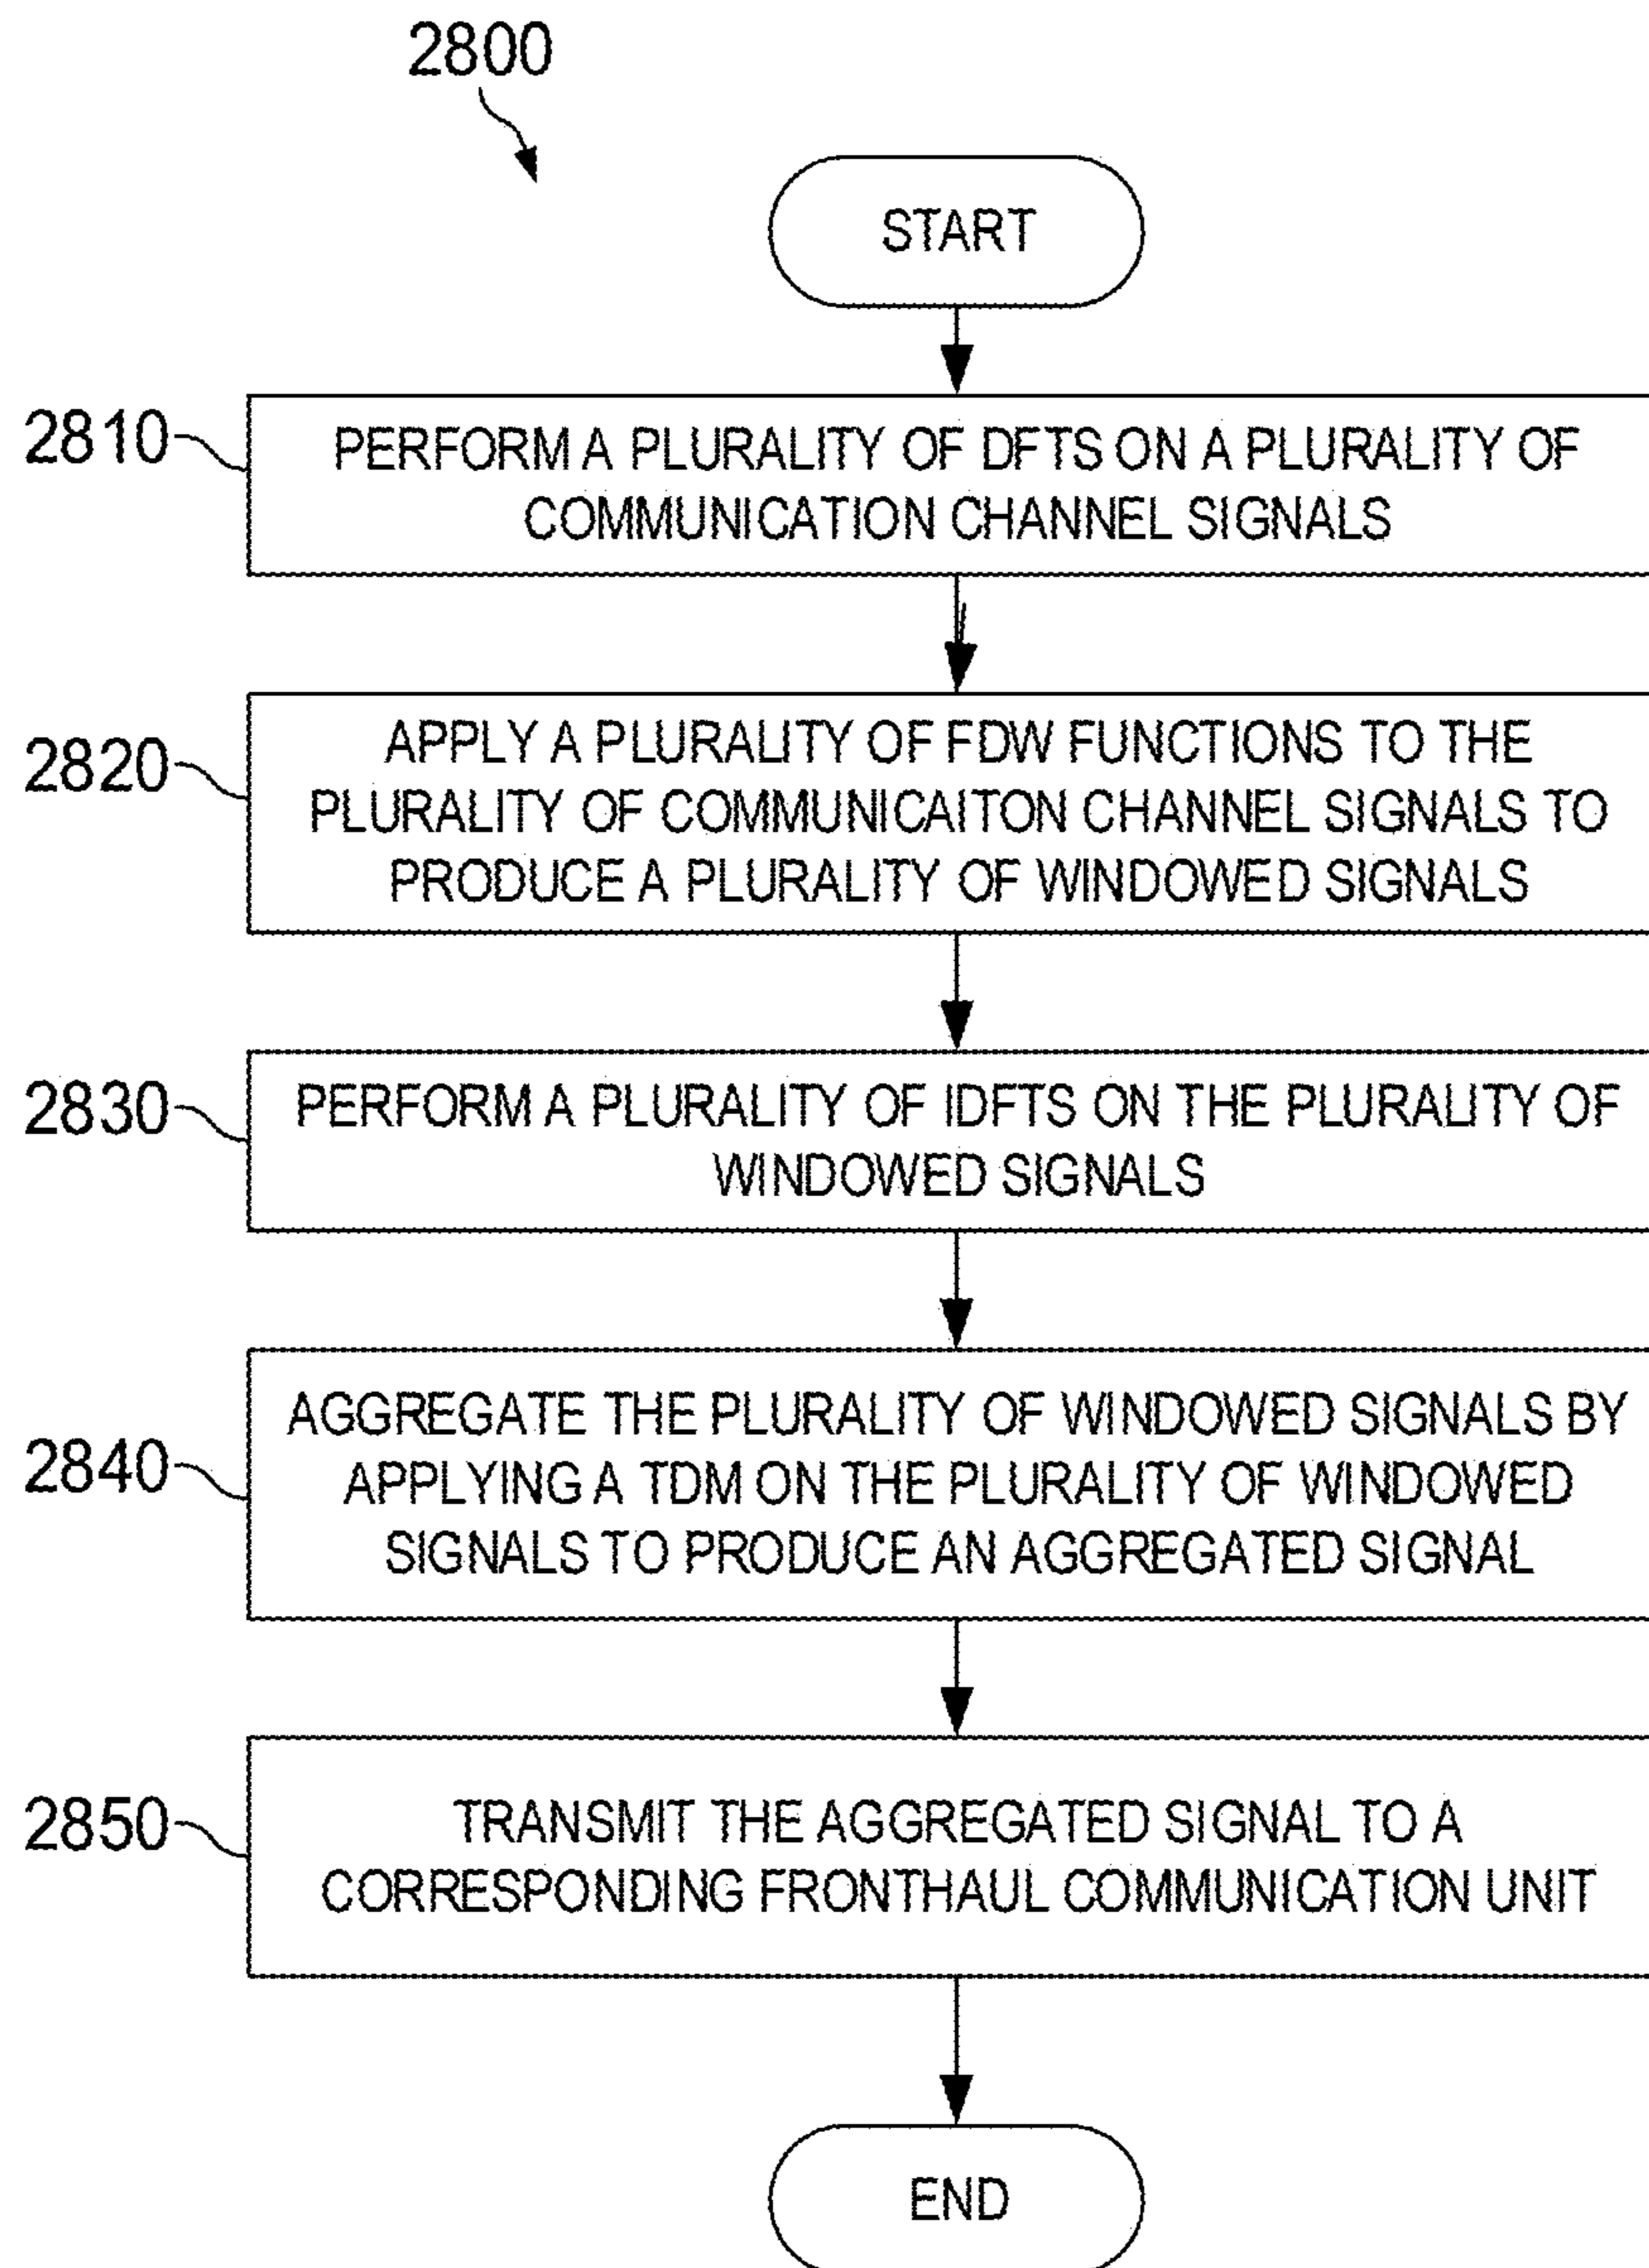 2800
START
2810
PERFORM A PLURALITY OF DFTS ON A PLURALITY OF
COMMUNICATION CHANNEL SIGNALS
2820
APPLY A PLURALITY OF FDW FUNCTIONS TO THE
PLURALITY OF COMMUNICAITON CHANNEL SIGNALS TO
PRODUCE A PLURALITY OF WINDOWED SIGNALS
2830
PERFORM A PLURALITY OF IDFTS ON THE PLURALITY OF
WINDOWED SIGNALS
2840
AGGREGATE THE PLURALITY OF WINDOWED SIGNALS BY
APPLYING A TDM ON THE PLURALITY OF WINDOWED
SIGNALS TO PRODUCE AN AGGREGATED SIGNAL
2850
TRANSMIT THE AGGREGATED SIGNAL TO A
CORRESPONDING FRONTHAUL COMMUNICATION UNIT
END